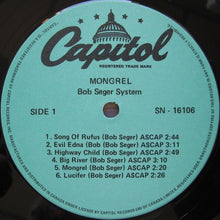 Capitol
REGISTERED TRADE MARK
MONGREL
Bob Seger System
SIDE 1
SN - 16106
1. Song Of Rufus (Bob Seger) ASCAP 2:44
2. Evil Edna (Bob Seger) ASCAP 3:11
3. Highway Child (Bob Seger) ASCAP 2:49
4. Big River (Bob Seger) ASCAP 3:10
5. Mongrel (Bob Seger) ASCAP 2:20
6. Lucifer (Bob Seger) ASCAP 2:26